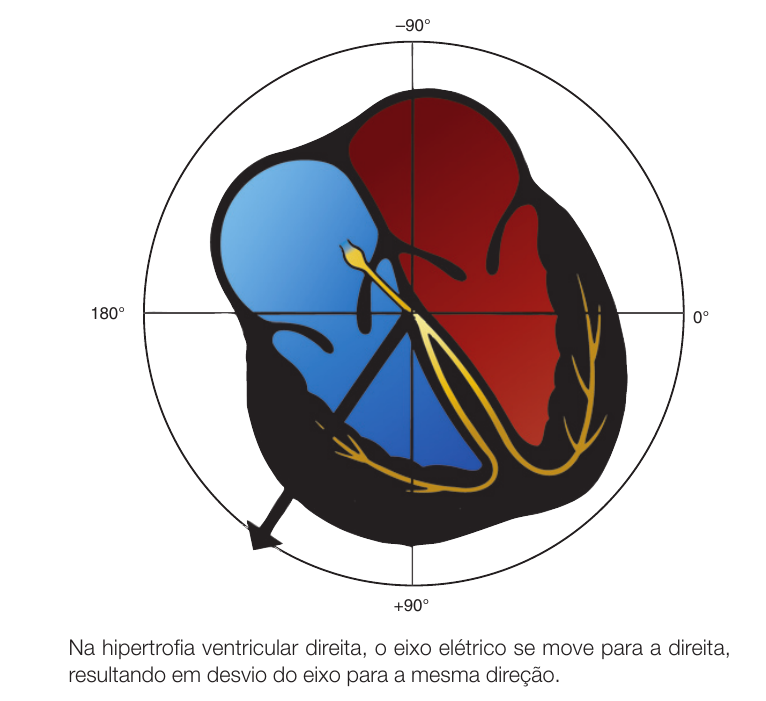 –90°
180°
0°
+90°
Na hipertrofia ventricular direita, o eixo elétrico se move para a direita,
resultando em desvio do eixo para a mesma direção.